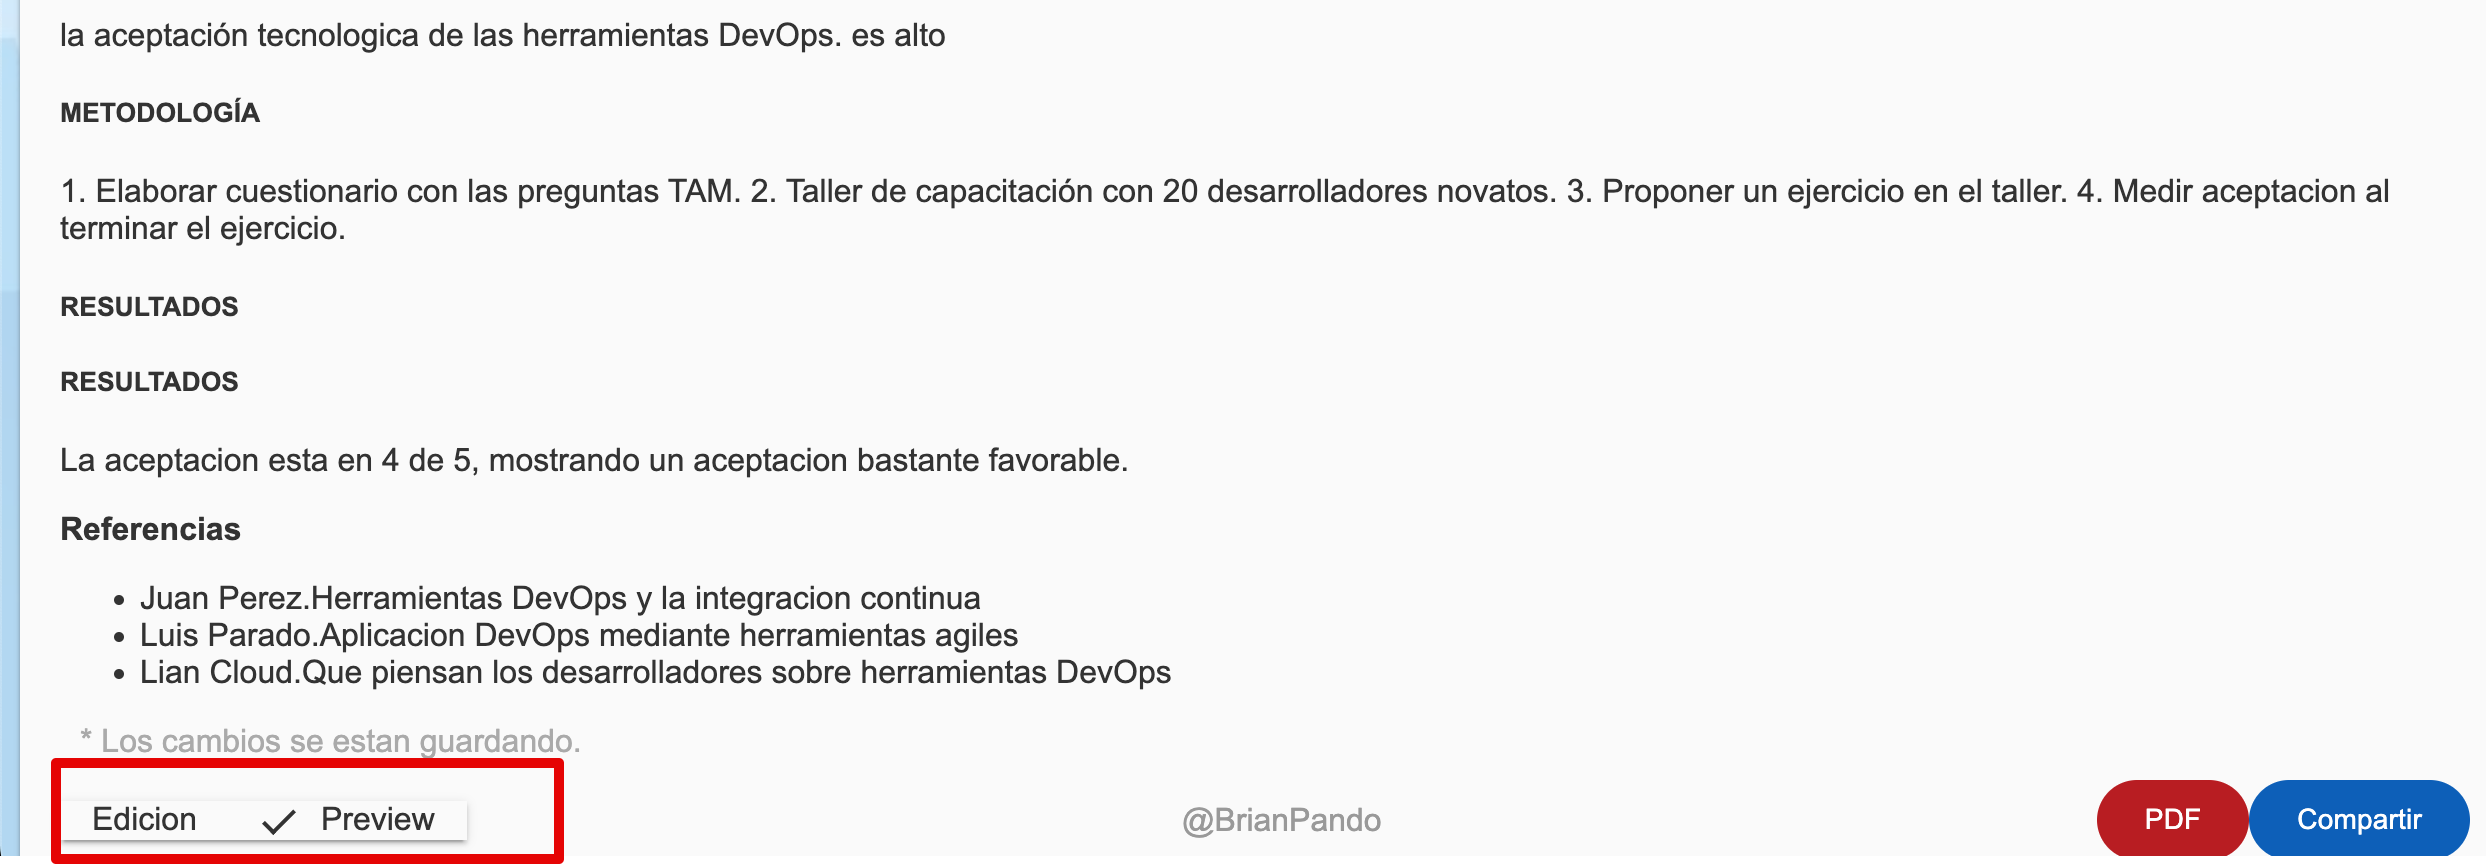 la aceptación tecnologica de las herramientas DevOps. es alto
METODOLOGÍA
1. Elaborar cuestionario con las preguntas TAM. 2. Taller de capacitación con 20 desarrolladores novatos. 3. Proponer un ejercicio en el taller. 4. Medir aceptacion al
terminar el ejercicio.
RESULTADOS
RESULTADOS
La aceptacion esta en 4 de 5, mostrando un aceptacion bastante favorable.
Referencias
• Juan Perez.Herramientas DevOps y la integracion continua
• Luis Parado.Aplicacion DevOps mediante herramientas agiles
• Lian Cloud.Que piensan los desarrolladores sobre herramientas DevOps
* Los cambios se estan guardando.
Edicion ✓ Preview @BrianPando PDF Compartir